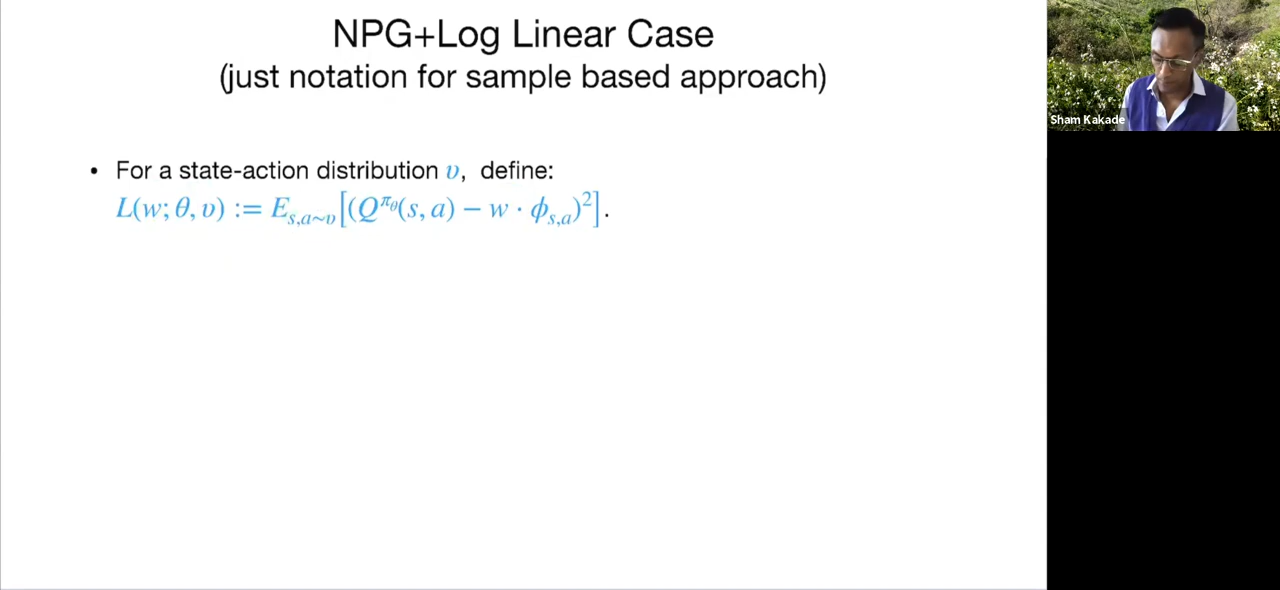 NPG+Log Linear Case
(just notation for sample based approach)
Sham Kakade
• For a state-action distribution υ, define:
L(w; θ, υ) := E_{s,a∼υ}[(Q^{π_θ}(s, a) − w · ϕ_{s,a})^2].